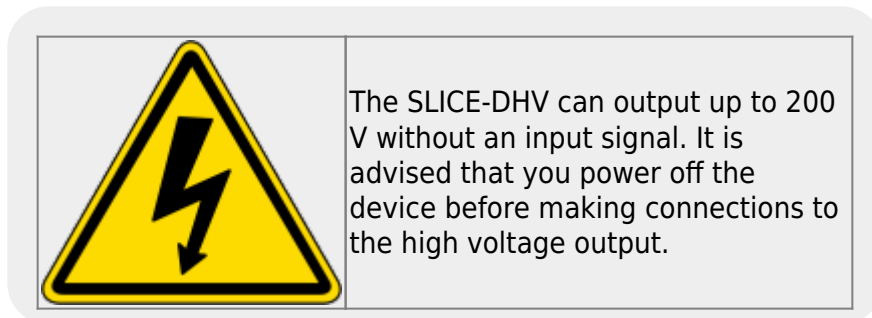 The SLICE-DHV can output up to 200
V without an input signal. It is
advised that you power off the
device before making connections to
the high voltage output.